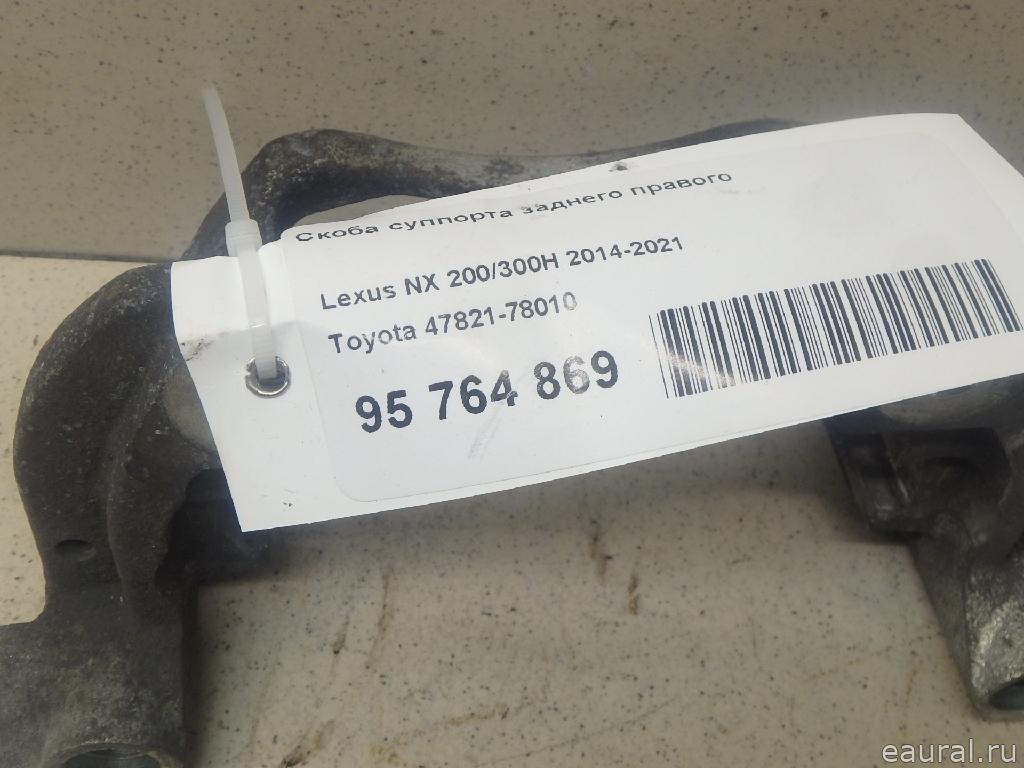 Скоба суппорта заднего правого
Lexus NX 200/300H 2014-2021
Toyota 47821-78010
95 764 869
eaural.ru